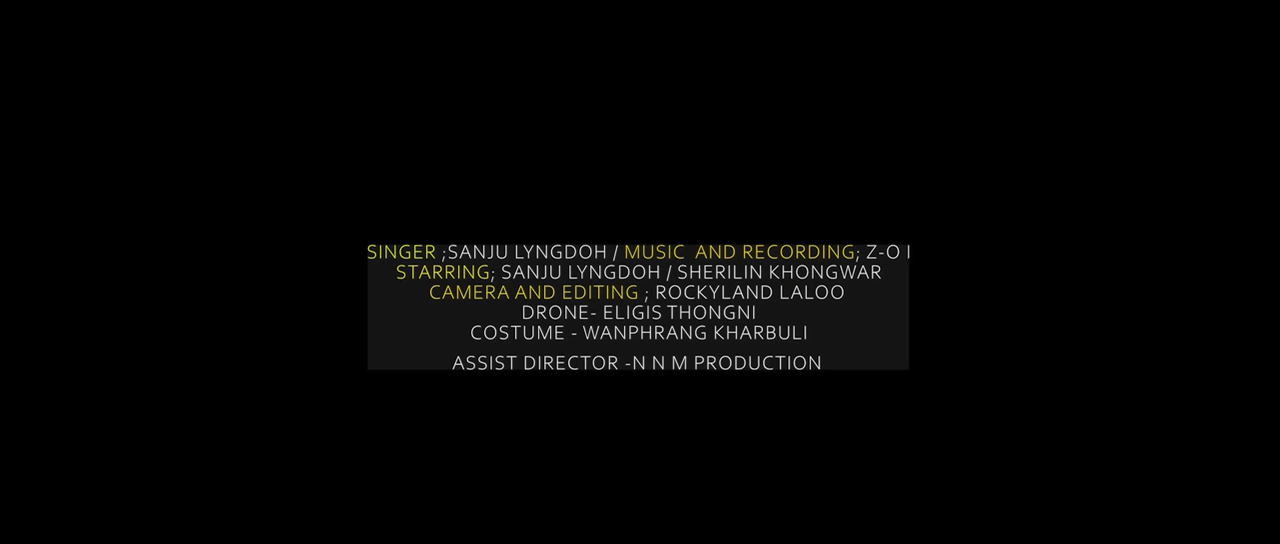 SINGER ;SANJU LYNGDOH / MUSIC AND RECORDING; Z-O I
STARRING; SANJU LYNGDOH / SHERILIN KHONGWAR
CAMERA AND EDITING ; ROCKYLAND LALOO
DRONE- ELIGIS THONGNI
COSTUME - WANPHRANG KHARBULI
ASSIST DIRECTOR -N N M PRODUCTION